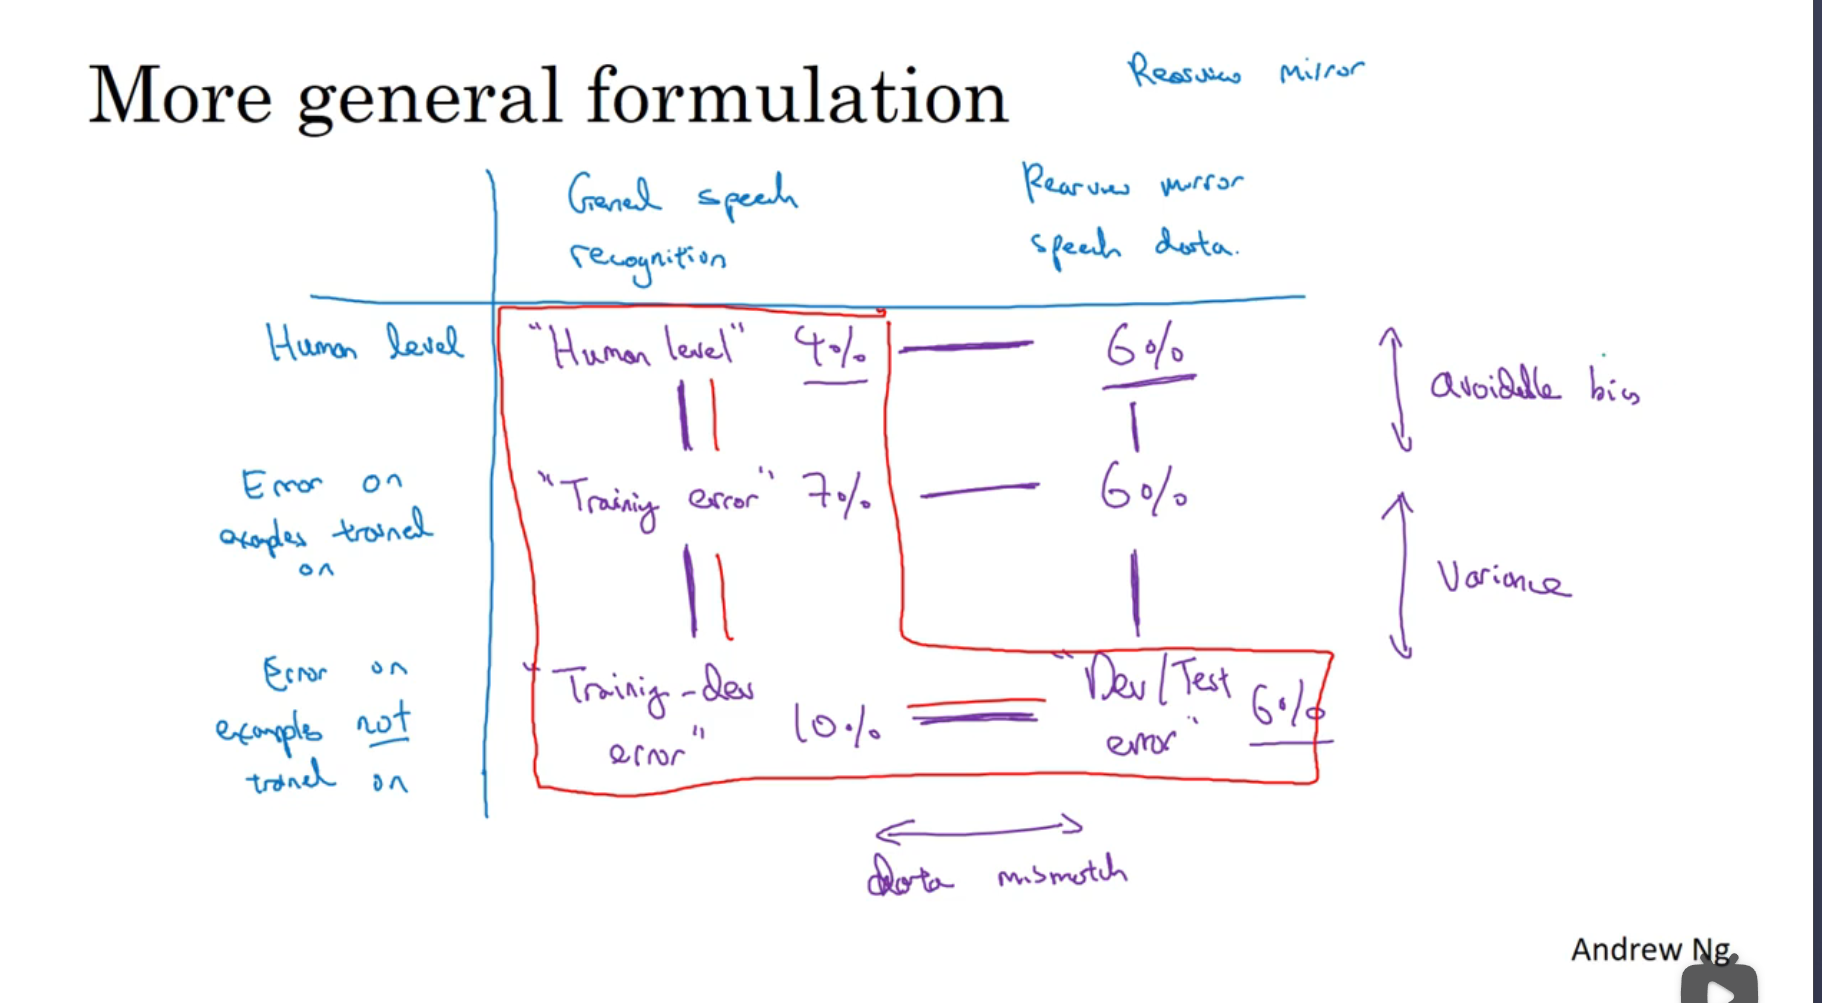 More general formulation
Rearview mirror
General speech recognition
Rearview mirror speech data.
Human level
"Human level" 4%
6%
avoidable bias
Error on examples trained on
"Training error" 7%
6%
Variance
Error on examples not trained on
"Training-dev error" 10%
"Dev/Test error" 6%
data mismatch
Andrew Ng